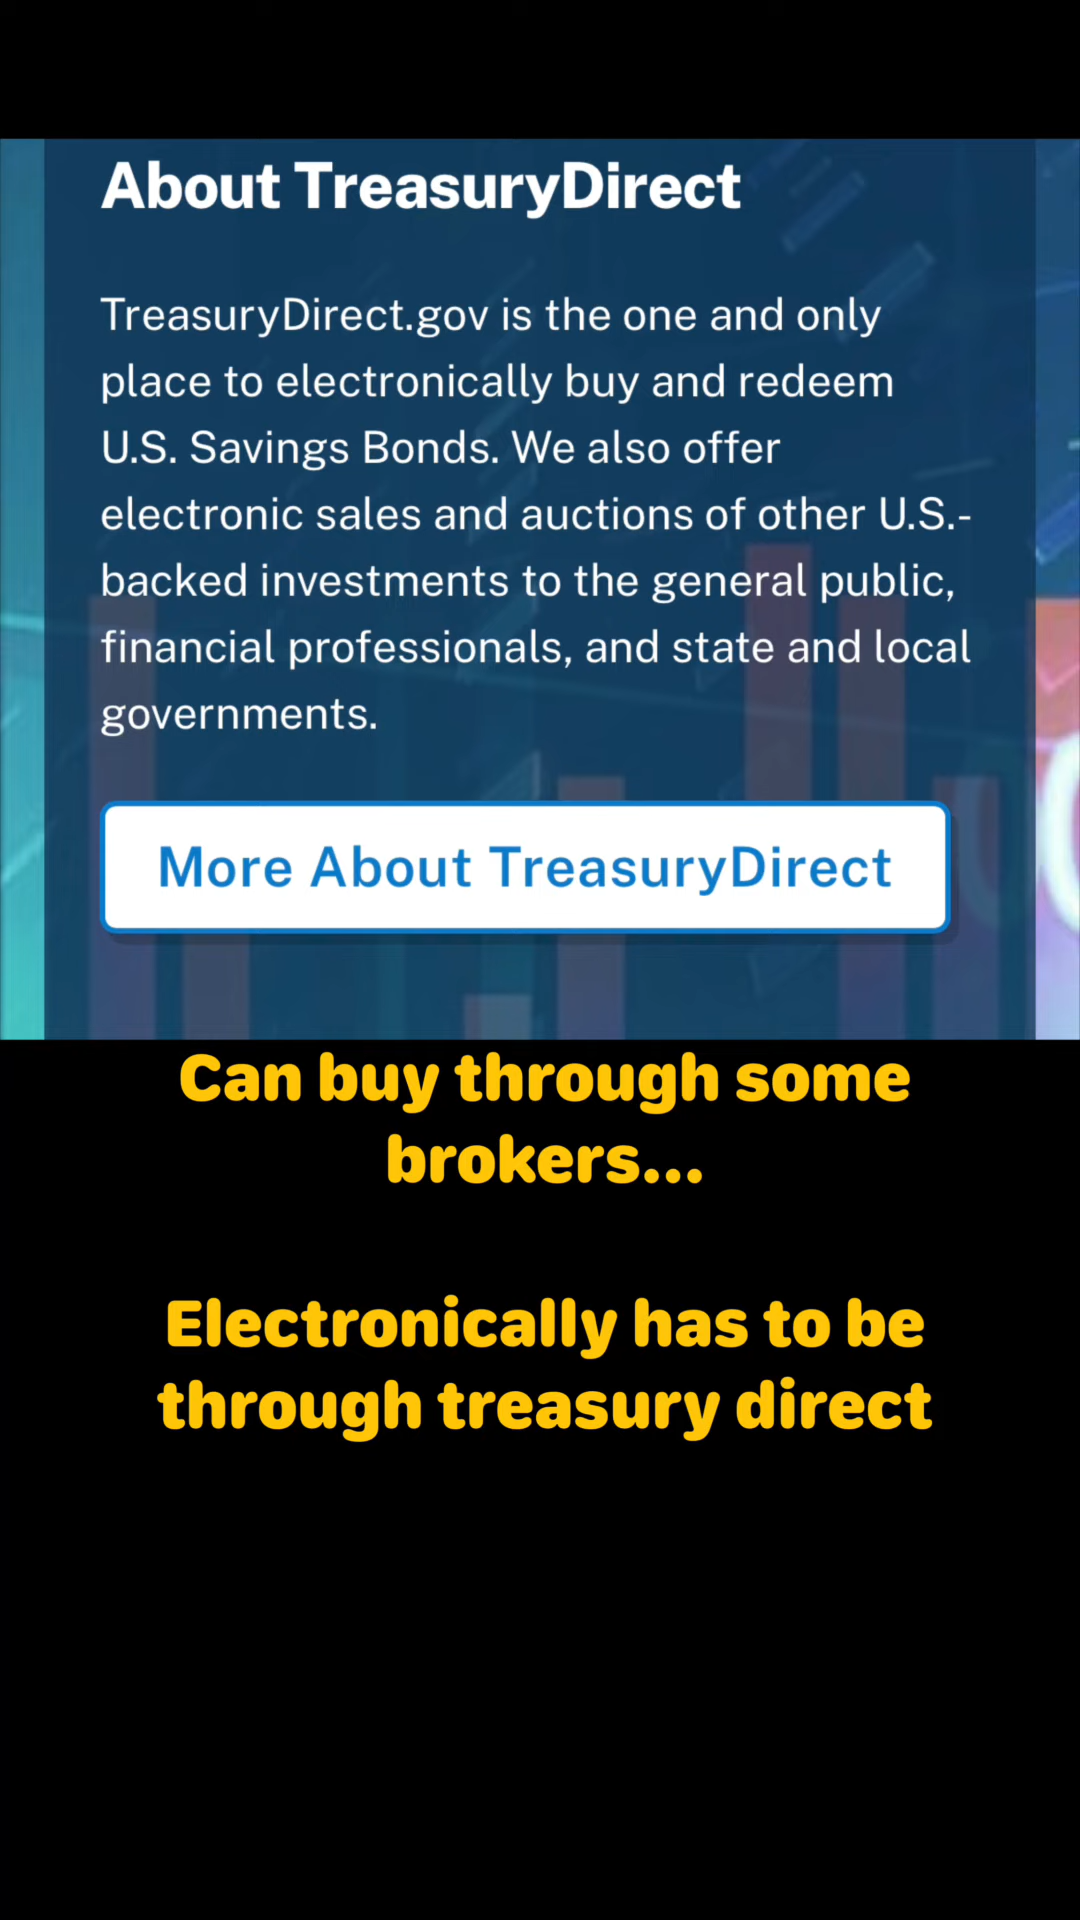 About TreasuryDirect
TreasuryDirect.gov is the one and only
place to electronically buy and redeem
U.S. Savings Bonds. We also offer
electronic sales and auctions of other U.S.-
backed investments to the general public,
financial professionals, and state and local
governments.
More About TreasuryDirect
Can buy through some
brokers...
Electronically has to be
through treasury direct